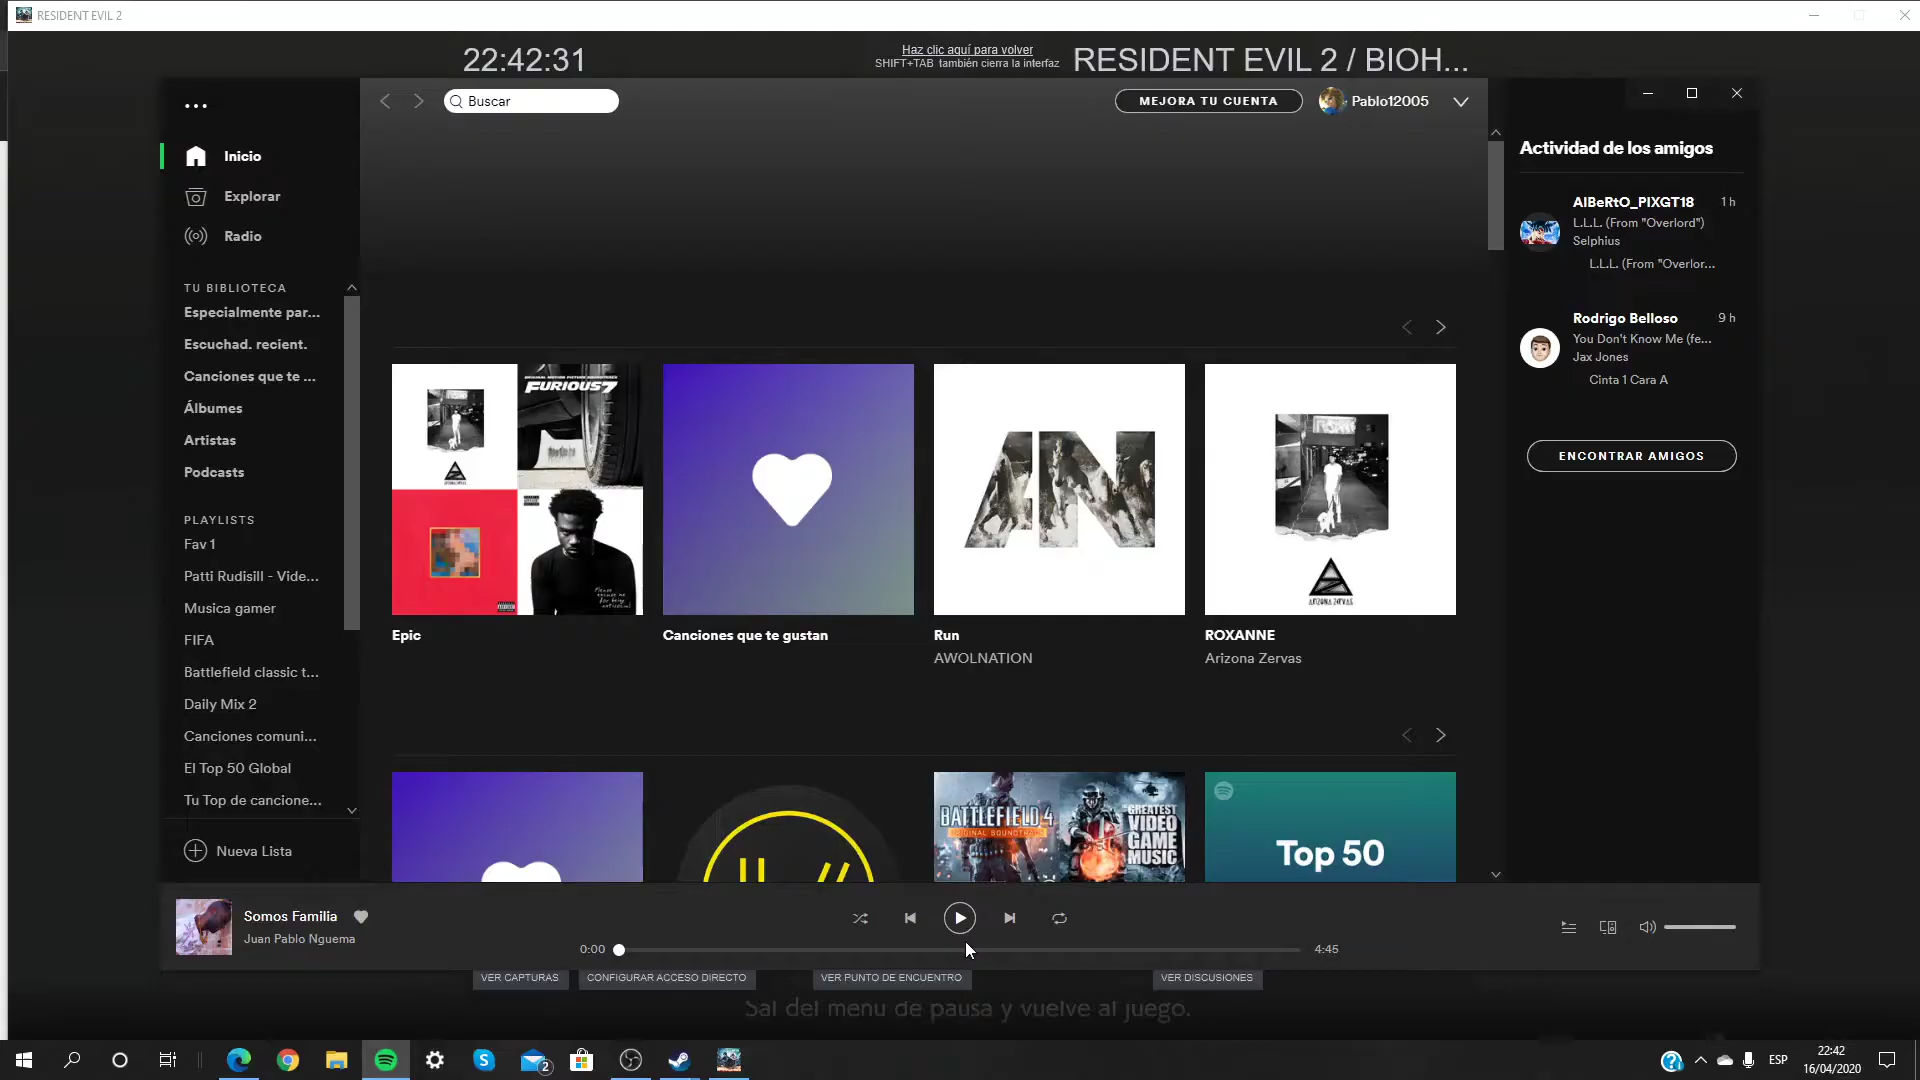 RESIDENT EVIL 2
22:42:31
Haz clic aquí para volver
SHIFT+TAB también cierra la interfaz
RESIDENT EVIL 2 / BIOH...
Buscar
MEJORA TU CUENTA
Pablo12005
Inicio
Explorar
Radio
TU BIBLIOTECA
Especialmente par...
Escuchad. recient.
Canciones que te ...
Álbumes
Artistas
Podcasts
PLAYLISTS
Fav 1
Patti Rudisill - Vide...
Musica gamer
FIFA
Battlefield classic t...
Daily Mix 2
Canciones comuni...
El Top 50 Global
Tu Top de cancione...
Nueva Lista
FURIOUS 7
AN
ARIZONA ZERVAS
Epic
Canciones que te gustan
Run
AWOLNATION
ROXANNE
Arizona Zervas
BATTLEFIELD 4
ORIGINAL SOUNDTRACK
GREATEST
VIDEO
GAME
MUSIC
Top 50
Actividad de los amigos
AlBeRtO_PIXGT18
1 h
L.L.L. (From "Overlord")
Selphius
L.L.L. (From "Overlor...
Rodrigo Belloso
9 h
You Don't Know Me (fe...
Jax Jones
Cinta 1 Cara A
ENCONTRAR AMIGOS
Somos Familia
Juan Pablo Nguema
0:00
4:45
VER CAPTURAS
CONFIGURAR ACCESO DIRECTO
VER PUNTO DE ENCUENTRO
VER DISCUSIONES
Sal del menú de pausa y vuelve al juego.
2
ESP
22:42
16/04/2020